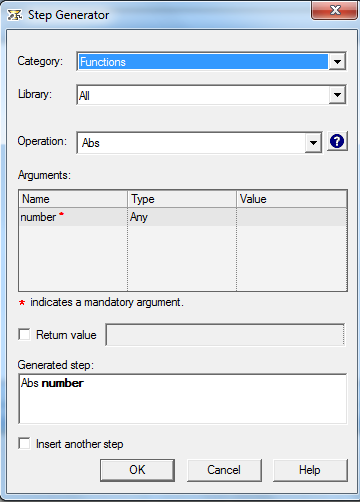 Step Generator
Category: Functions
Library: All
Operation: Abs ?
Arguments:
Name Type Value
number * Any
* indicates a mandatory argument.
Return value
Generated step:
Abs number
Insert another step
OK Cancel Help